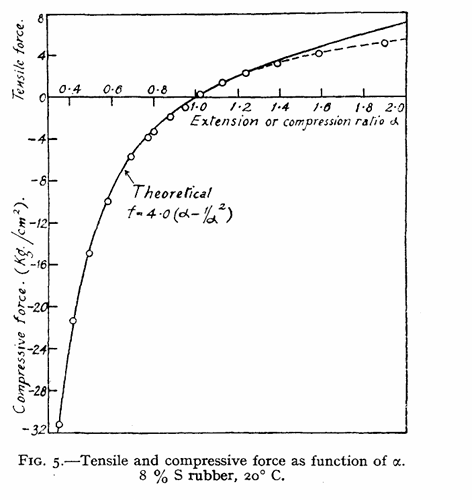 Tensile force.
8
4
0
0.4 0.6 0.8 1.0 1.2 1.4 1.6 1.8 2.0
Extension or compression ratio α
-4
-8
-12
-16
-20
-24
-28
-32
Compressive force. (Kg./cm²).
Theoretical
f=4.0(α-1/α²)
FIG. 5.—Tensile and compressive force as function of α.
8 % S rubber, 20° C.